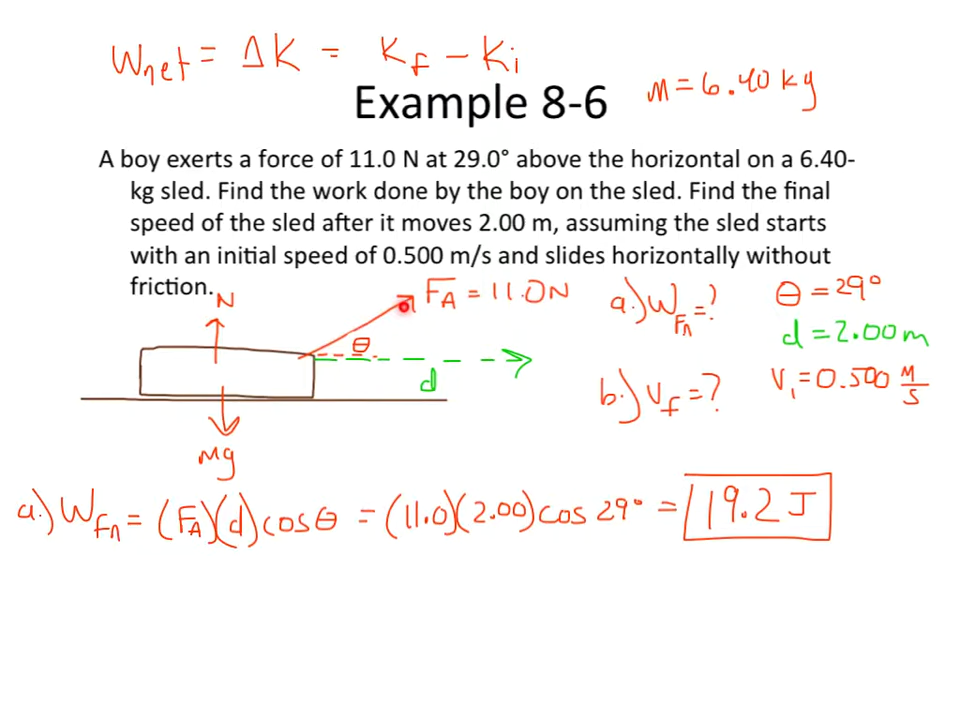 Wnet = ΔK = Kf - Ki
M = 6.40 kg
Example 8-6
A boy exerts a force of 11.0 N at 29.0° above the horizontal on a 6.40-
kg sled. Find the work done by the boy on the sled. Find the final
speed of the sled after it moves 2.00 m, assuming the sled starts
with an initial speed of 0.500 m/s and slides horizontally without
friction.
N
FA = 11.0N
a.) WFA = ?
θ = 29°
d = 2.00 m
θ
d
b.) Vf = ?
Vi = 0.500 M/S
Mg
a.) WFA = (FA)(d) cos θ = (11.0)(2.00) cos 29° = 19.2 J